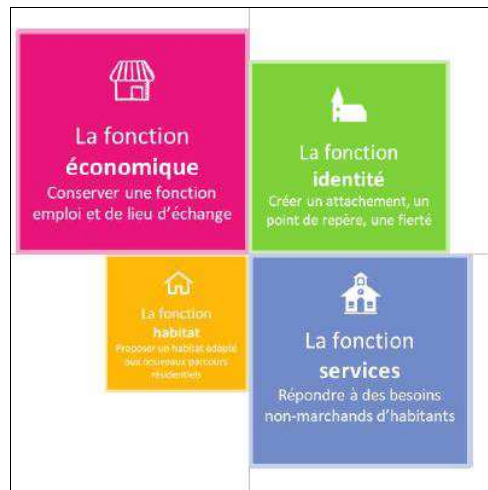 La fonction
économique
Conserver une fonction
emploi et de lieu d'échange
La fonction
identité
Créer un attachement, un
point de repère, une fierté
La fonction
habitat
Proposer un habitat adapté
aux nouveaux parcours
résidentiels
La fonction
services
Répondre à des besoins
non-marchands d'habitants